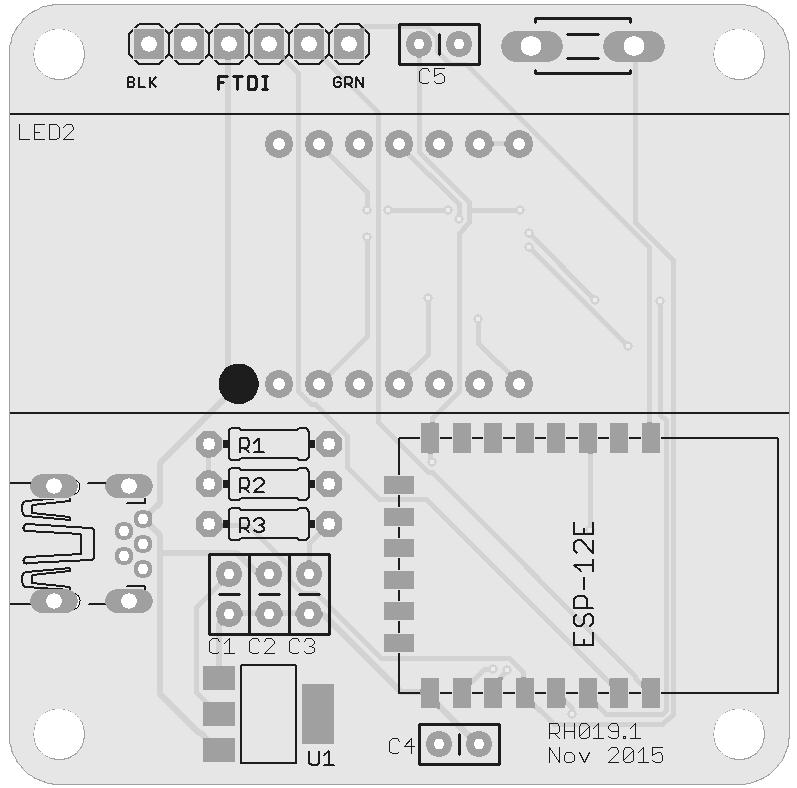 C5
BLK FTDI GRN
LED2
R1
R2
R3
ESP-12E
C1 C2 C3
RH019.1
C4
Nov 2015
U1